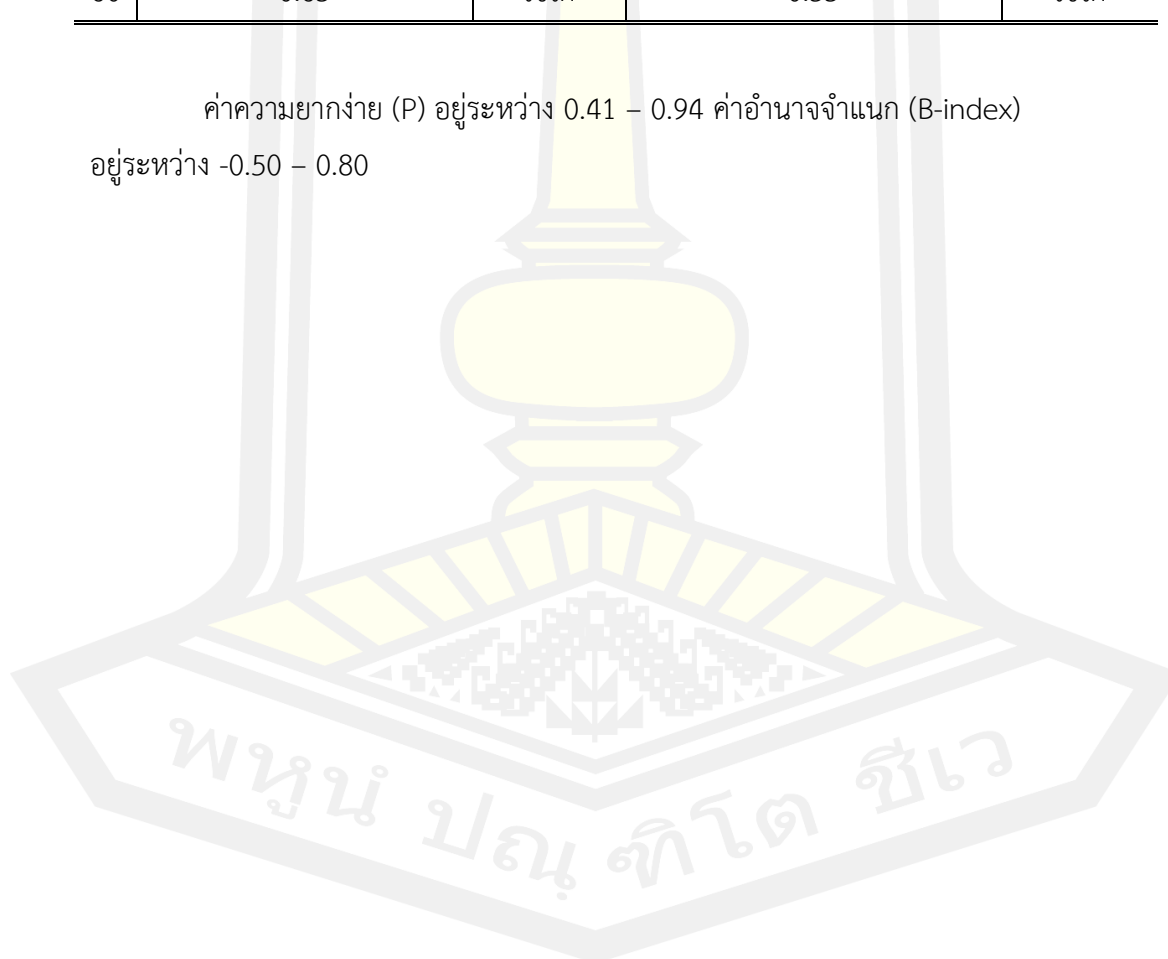 ค่าความยากง่าย (P) อยู่ระหว่าง 0.41 – 0.94 ค่าอำนาจจำแนก (B-index)
อยู่ระหว่าง -0.50 – 0.80
พหูนํ ปณฺฑิโต ชีเว